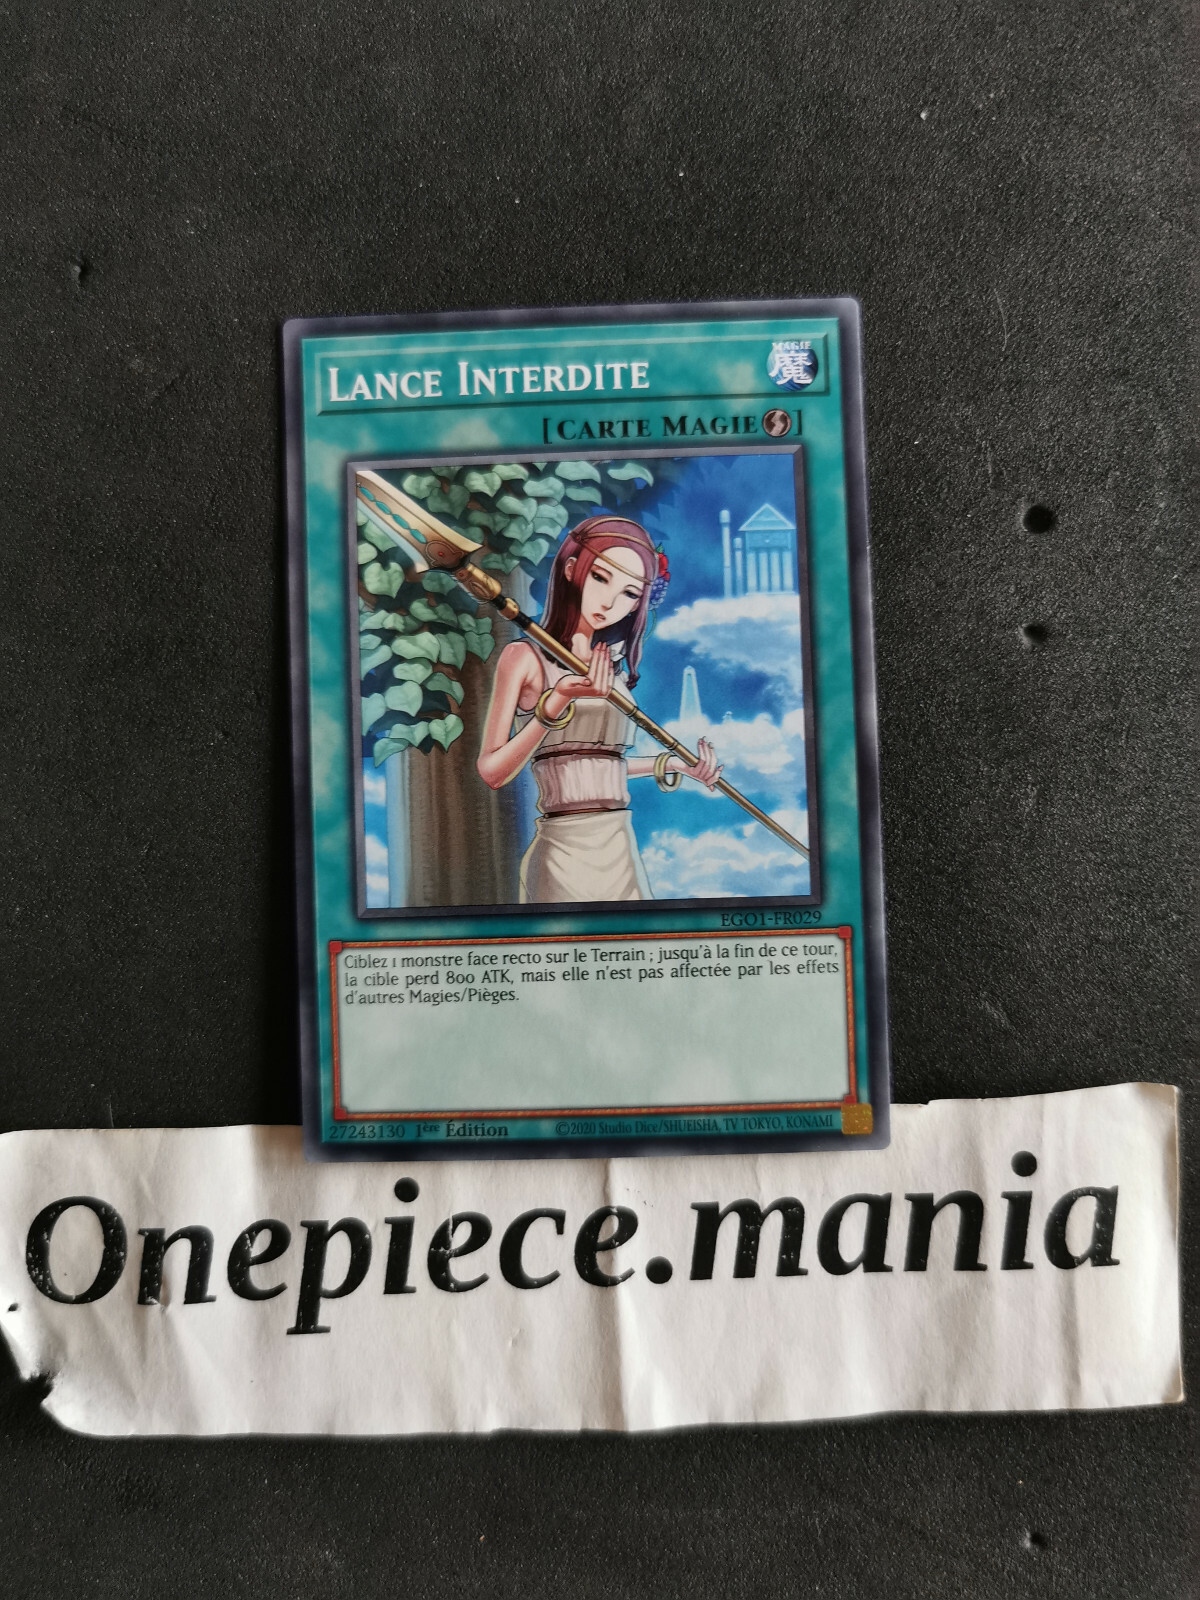 LANCE INTERDITE
MAGIE
魔
[CARTE MAGIE]
EGO1-FR029
Ciblez 1 monstre face recto sur le Terrain ; jusqu'à la fin de ce tour,
la cible perd 800 ATK, mais elle n'est pas affectée par les effets
d'autres Magies/Pièges.
27243130 1ère Édition ©2020 Studio Dice/SHUEISHA, TV TOKYO, KONAMI
Onepiece.mania